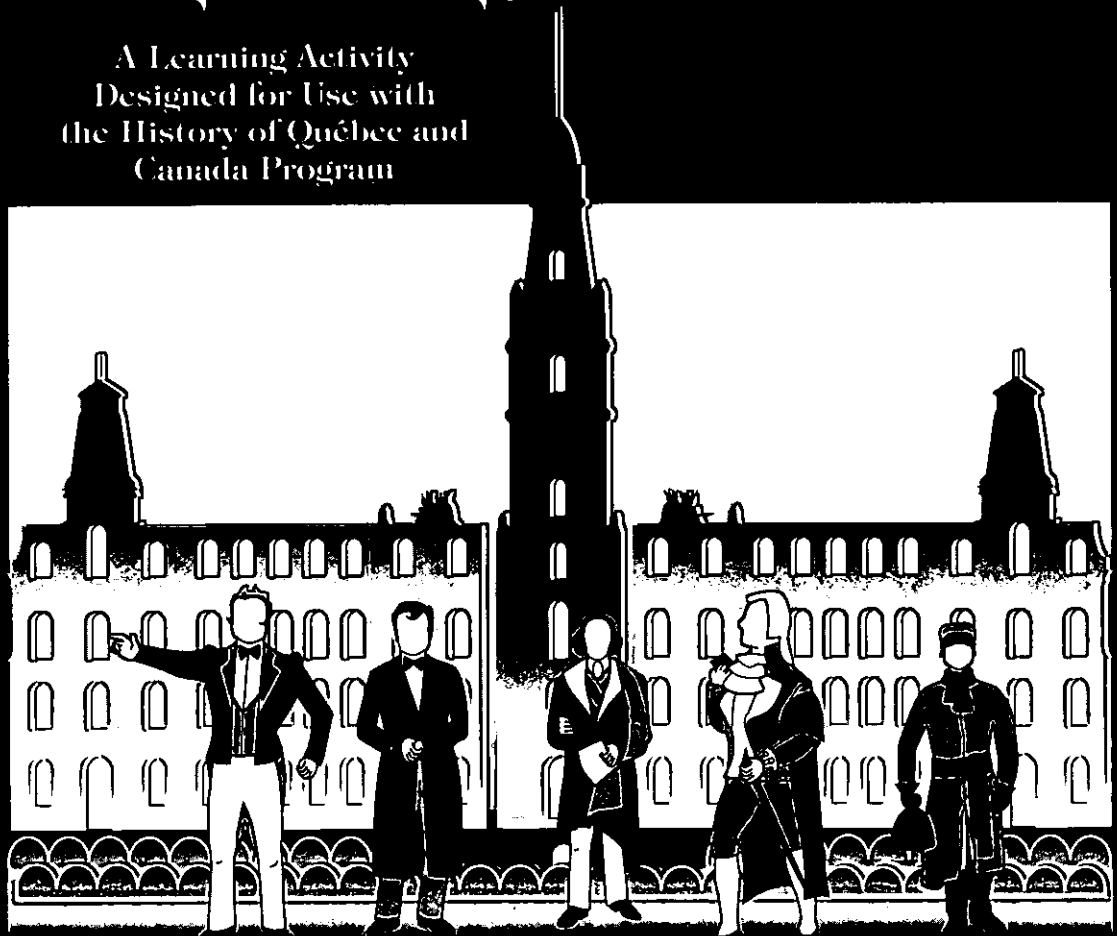 A Learning Activity
Designed for Use with
the History of Québec and
Canada Program